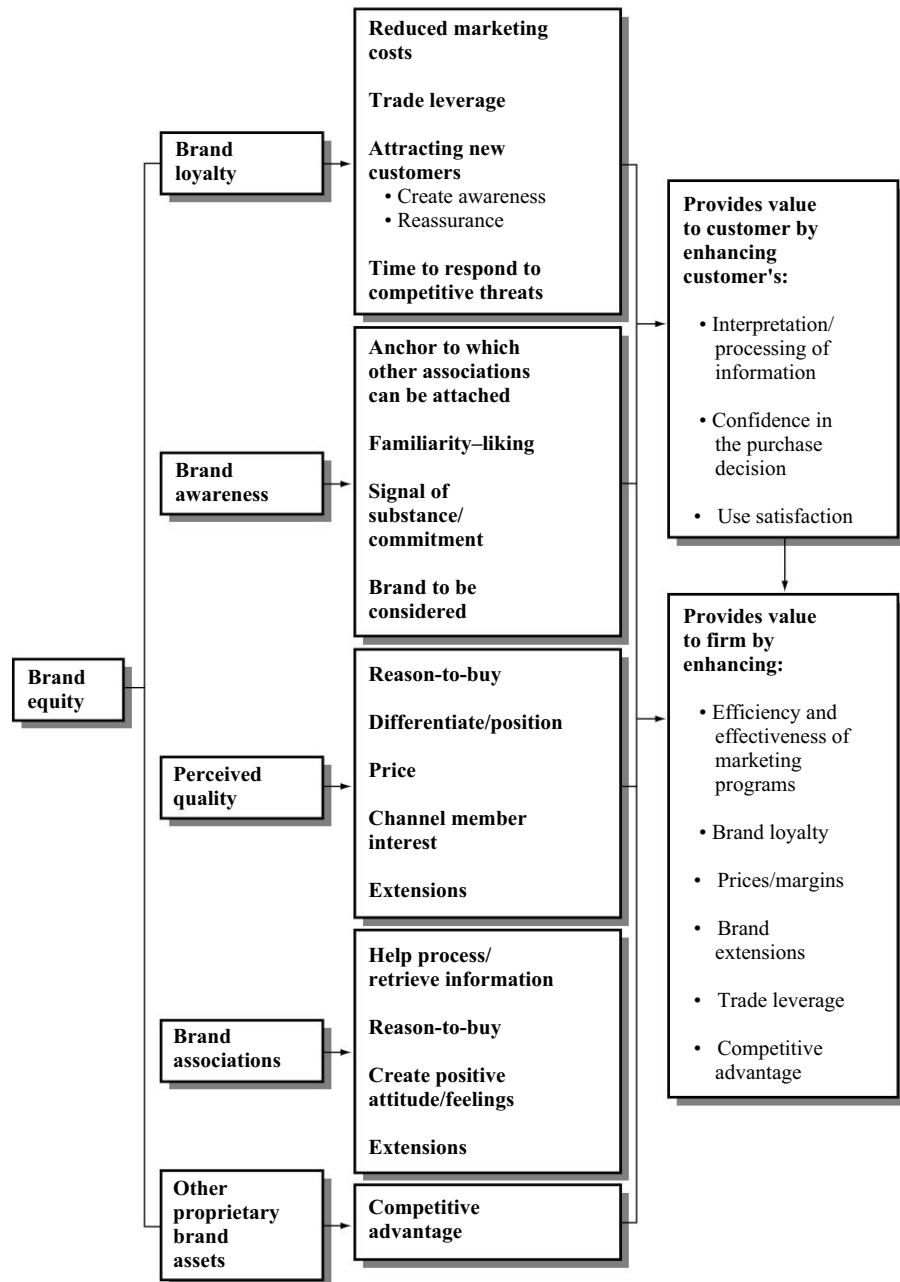 Brand
equity
Brand
loyalty
Reduced marketing
costs
Trade leverage
Attracting new
customers
• Create awareness
• Reassurance
Time to respond to
competitive threats
Brand
awareness
Anchor to which
other associations
can be attached
Familiarity–liking
Signal of
substance/
commitment
Brand to be
considered
Perceived
quality
Reason-to-buy
Differentiate/position
Price
Channel member
interest
Extensions
Brand
associations
Help process/
retrieve information
Reason-to-buy
Create positive
attitude/feelings
Extensions
Other
proprietary
brand
assets
Competitive
advantage
Provides value
to customer by
enhancing
customer's:
• Interpretation/
processing of
information
• Confidence in
the purchase
decision
• Use satisfaction
Provides value
to firm by
enhancing:
• Efficiency and
effectiveness of
marketing
programs
• Brand loyalty
• Prices/margins
• Brand
extensions
• Trade leverage
• Competitive
advantage